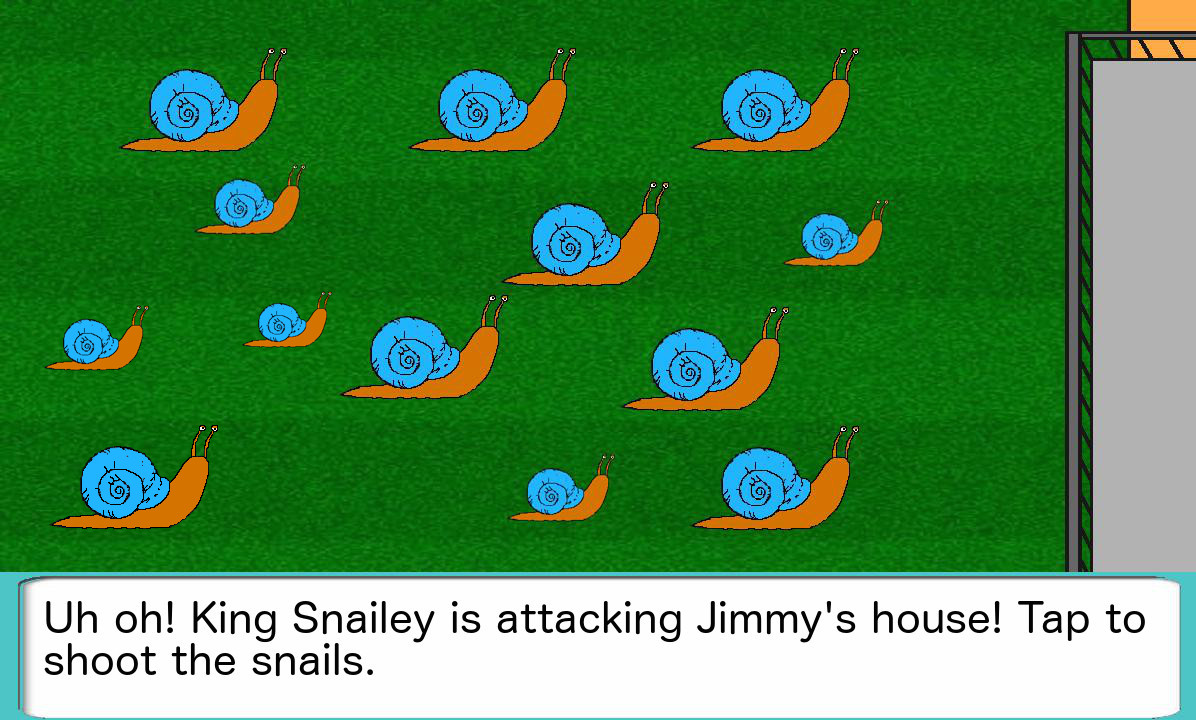 Uh oh! King Snailey is attacking Jimmy's house! Tap to
shoot the snails.